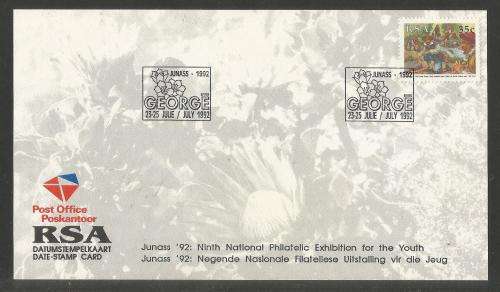 RSA 35c
JUNASS - 1992
GEORGE
23-25 JULIE / JULY 1992
JUNASS - 1992
GEORGE
23-25 JULIE / JULY 1992
Post Office
Poskantoor
RSA
DATUMSTEMPELKAART
DATE-STAMP CARD
Junass '92: Ninth National Philatelic Exhibition for the Youth
Junass '92: Negende Nasionale Filateliese Uitstalling vir die Jeug